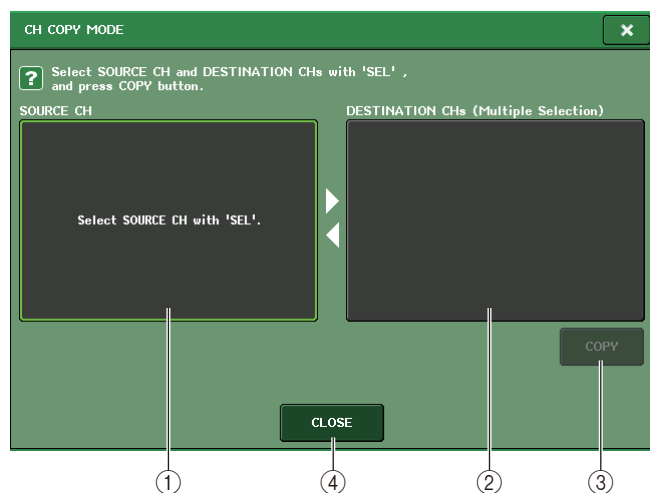 CH COPY MODE
?
Select SOURCE CH and DESTINATION CHs with 'SEL' ,
and press COPY button.
SOURCE CH
DESTINATION CHs (Multiple Selection)
Select SOURCE CH with 'SEL'.
COPY
CLOSE
① ④ ② ③